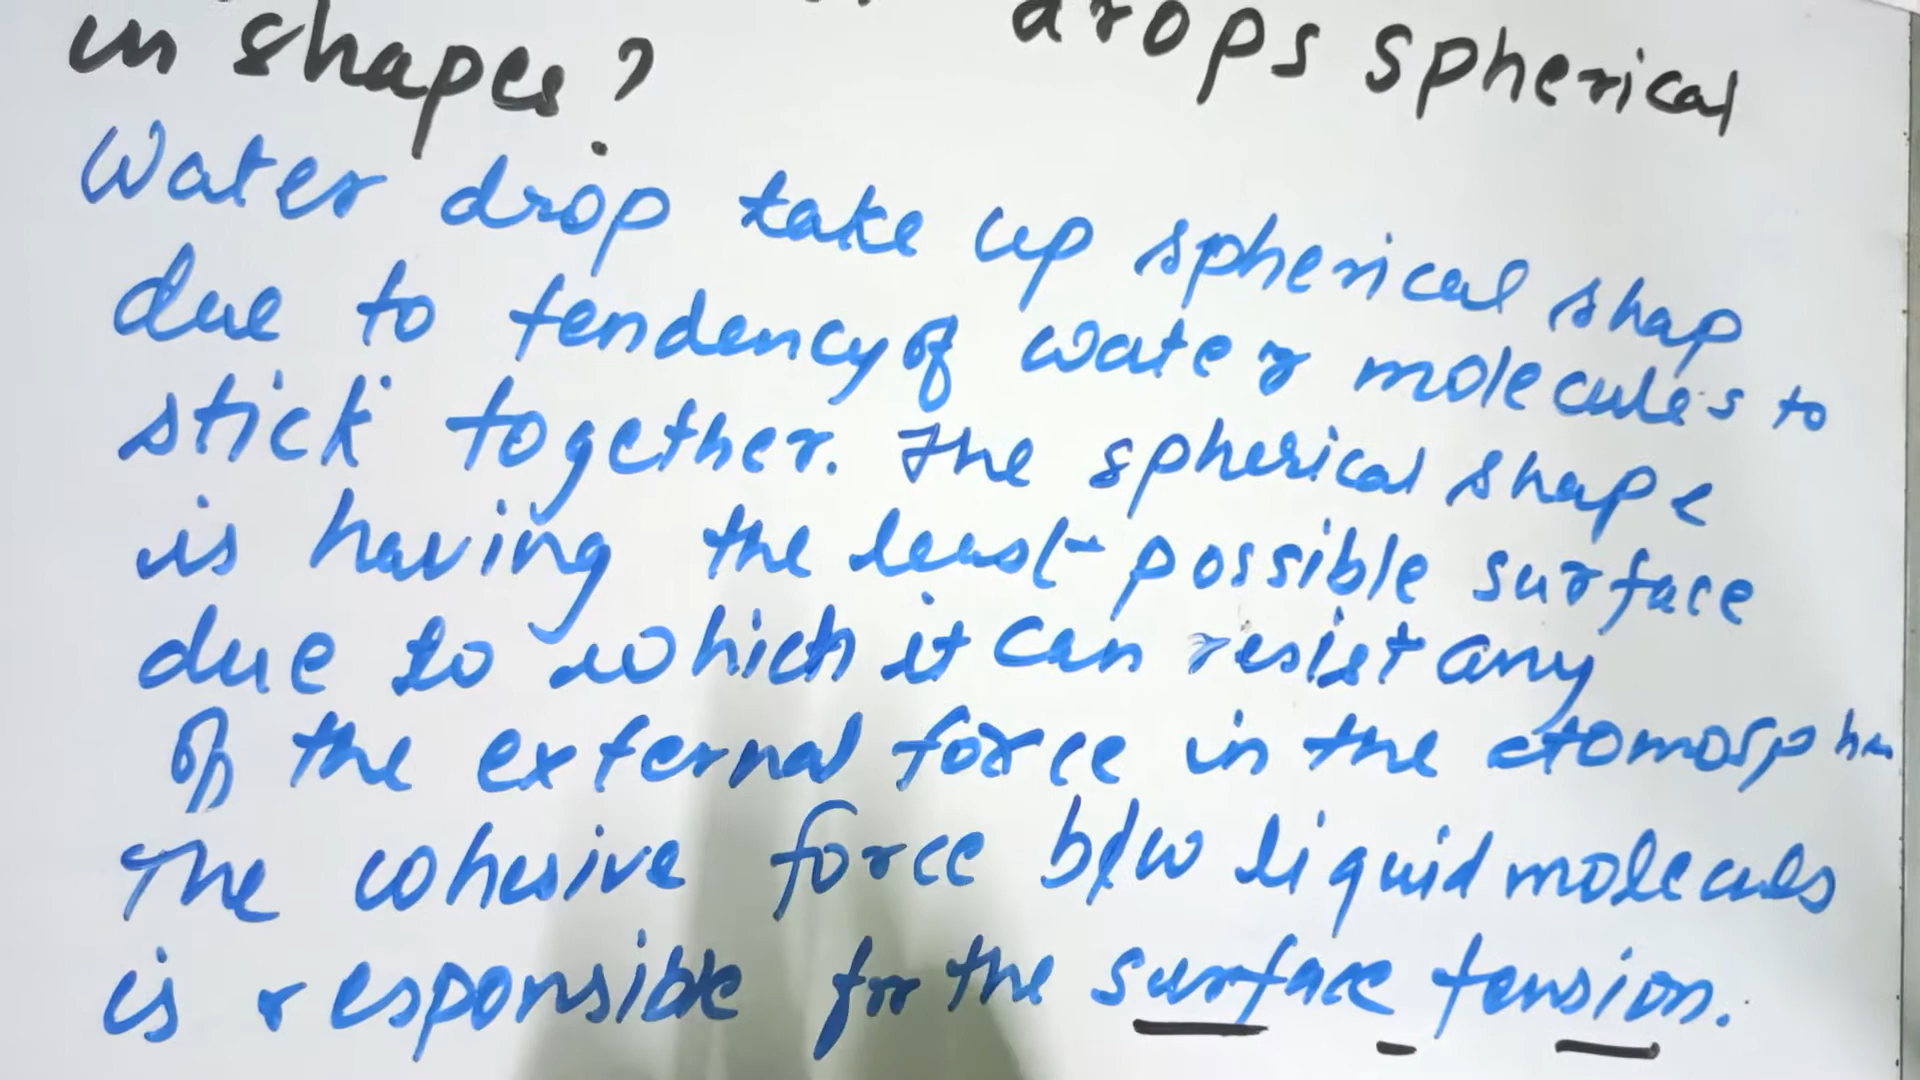 drops spherical
in shapes?
Water drop take up spherical shap
due to tendency of water molecules to
stick together. The spherical shape
is having the least possible surface
due to which it can resist any
of the external force in the atomosphe
The cohesive force b/w liquid molecules
is responsible for the surface tension.